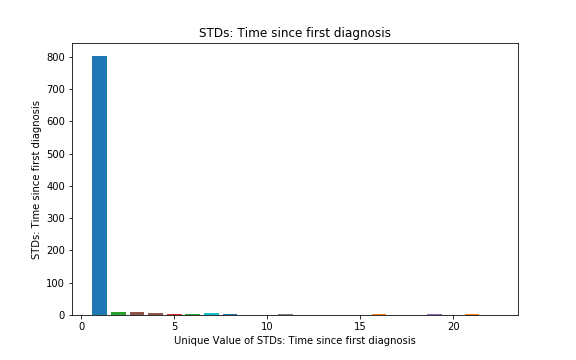 STDs: Time since first diagnosis
STDs: Time since first diagnosis
800
700
600
500
400
300
200
100
0
0 5 10 15 20
Unique Value of STDs: Time since first diagnosis